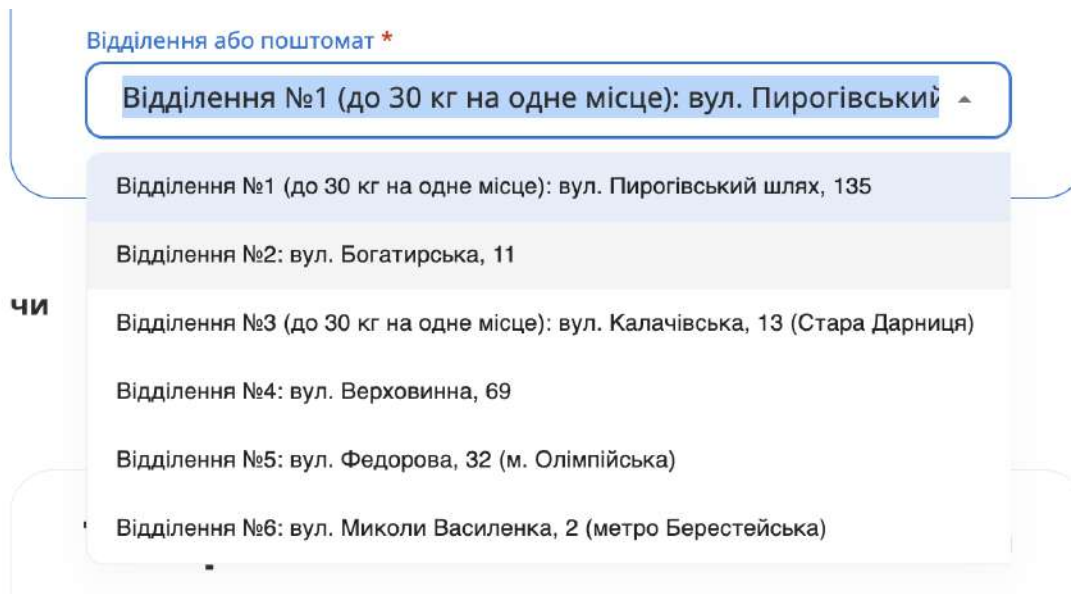 Відділення або поштомат *
Відділення №1 (до 30 кг на одне місце): вул. Пирогівський
Відділення №1 (до 30 кг на одне місце): вул. Пирогівський шлях, 135
Відділення №2: вул. Богатирська, 11
чи
Відділення №3 (до 30 кг на одне місце): вул. Калачівська, 13 (Стара Дарниця)
Відділення №4: вул. Верховинна, 69
Відділення №5: вул. Федорова, 32 (м. Олімпійська)
Відділення №6: вул. Миколи Василенка, 2 (метро Берестейська)